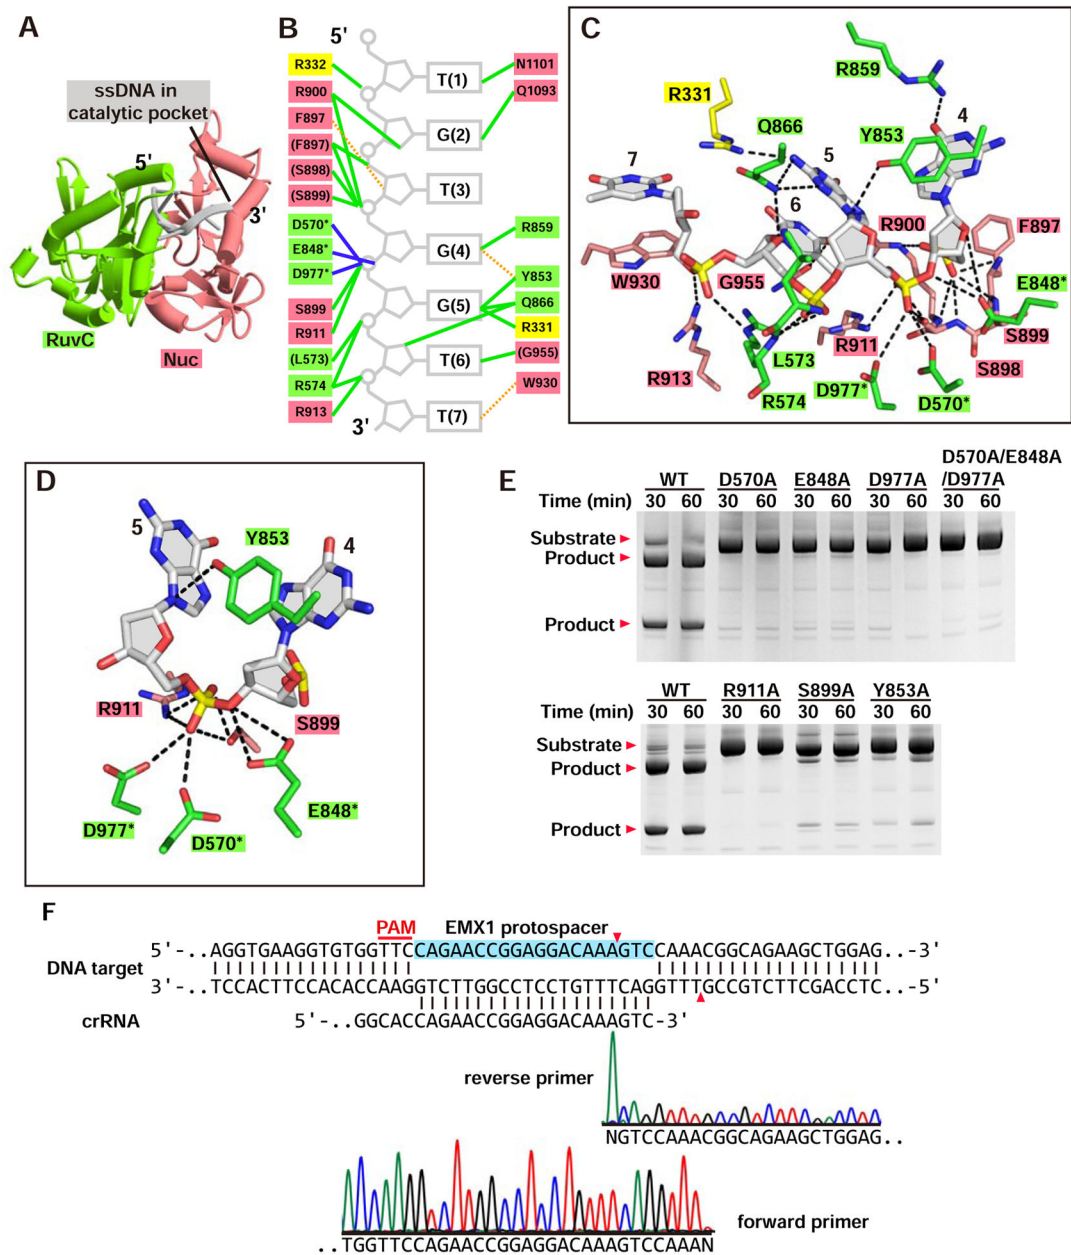 A
ssDNA in
catalytic pocket
5'
3'
RuvC
Nuc
B
5'
R332
R900
F897
(F897)
(S898)
(S899)
D570*
E848*
D977*
S899
R911
(L573)
R574
R913
3'
T(1)
G(2)
T(3)
G(4)
G(5)
T(6)
T(7)
N1101
Q1093
R859
Y853
Q866
R331
(G955)
W930
C
R859
R331
Q866
Y853
4
7
5
6
R900
F897
W930
G955
E848*
R911
S899
L573
S898
R913
R574
D977*
D570*
D
5
Y853
4
R911
S899
D977*
D570*
E848*
E
D570A/E848A
WT D570A E848A D977A /D977A
Time (min) 30 60 30 60 30 60 30 60 30 60
Substrate
Product
Product
WT R911A S899A Y853A
Time (min) 30 60 30 60 30 60 30 60
Substrate
Product
Product
F
PAM EMX1 protospacer
5'-..AGGTGAAGGTGTGGTTCCAGAACCGGAGGACAAAGTCCAAACGGCAGAAGCTGGAG..-3'
DNA target
3'-..TCCACTTCCACACCAAGGTCTTGGCCTCCTGTTTCAGGTTTGCCGTCTTCGACCTC..-5'
crRNA 5'-..GGCACCAGAACCGGAGGACAAAGTC-3'
reverse primer
NGTCCAAACGGCAGAAGCTGGAG..
forward primer
..TGGTTCCAGAACCGGAGGACAAAGTCCAAAN